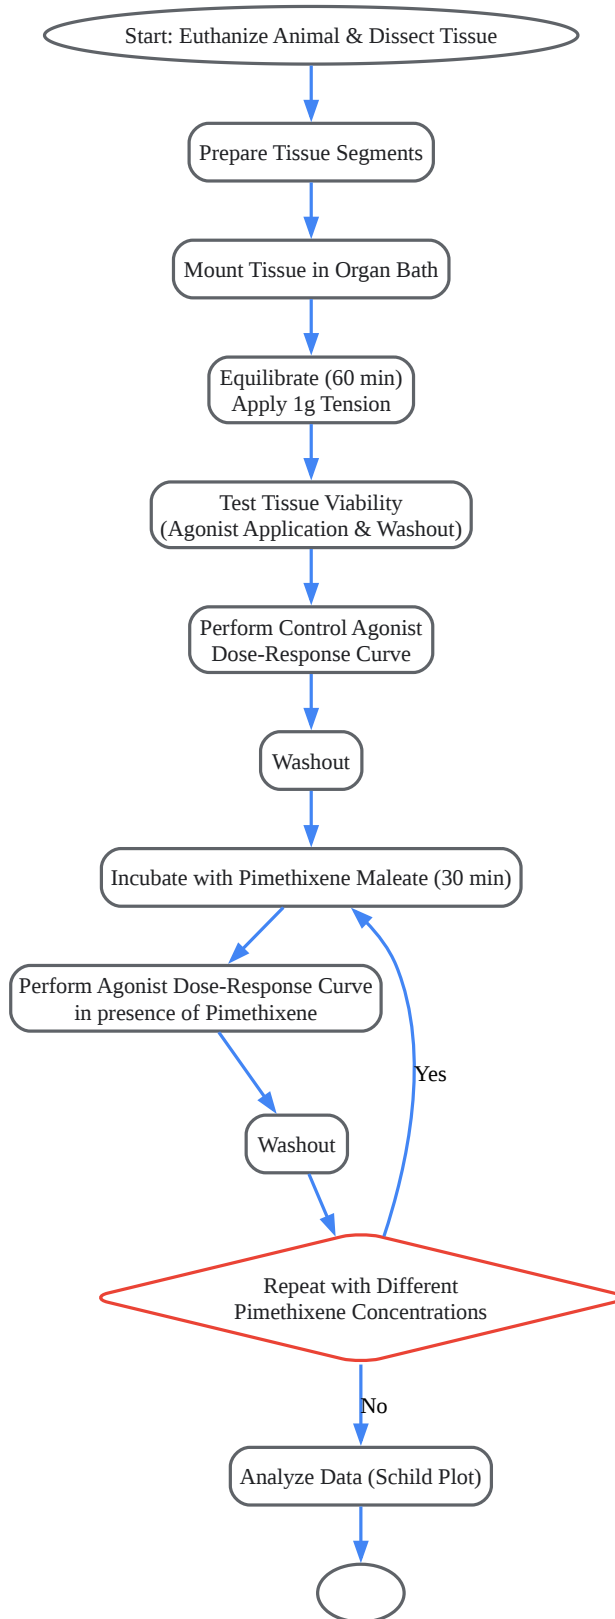 Start: Euthanize Animal & Dissect Tissue
Prepare Tissue Segments
Mount Tissue in Organ Bath
Equilibrate (60 min)
Apply 1g Tension
Test Tissue Viability
(Agonist Application & Washout)
Perform Control Agonist
Dose-Response Curve
Washout
Incubate with Pimethixene Maleate (30 min)
Perform Agonist Dose-Response Curve
in presence of Pimethixene
Yes
Washout
Repeat with Different
Pimethixene Concentrations
No
Analyze Data (Schild Plot)